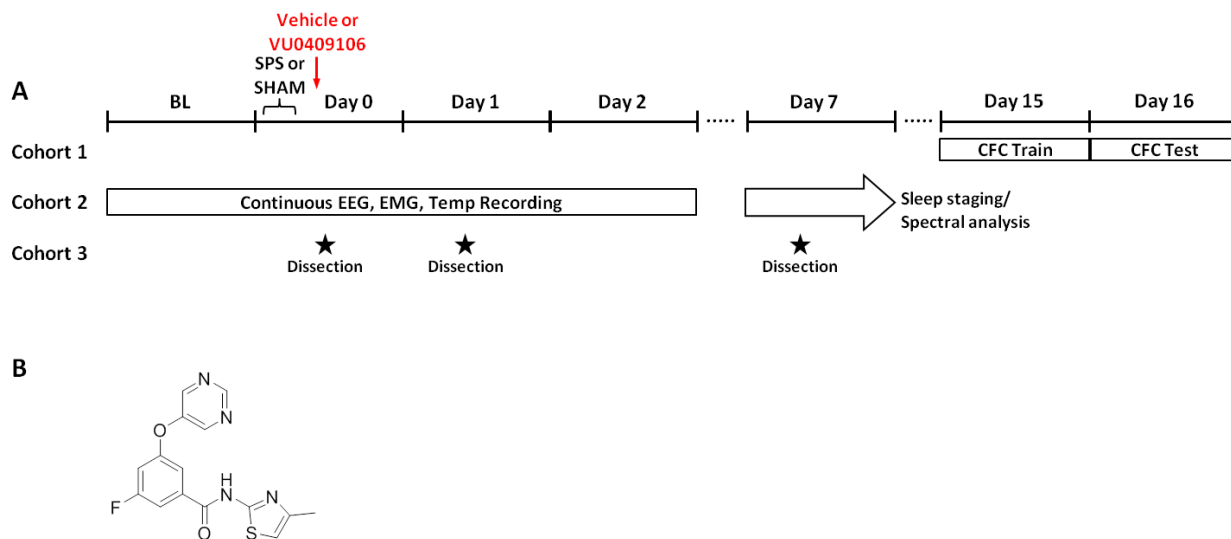 Vehicle or
VU0409106
SPS or
SHAM
A
BL
Day 0
Day 1
Day 2
.....
Day 7
.....
Day 15
Day 16
Cohort 1
CFC Train
CFC Test
Cohort 2
Continuous EEG, EMG, Temp Recording
Sleep staging/
Spectral analysis
Cohort 3
Dissection
Dissection
Dissection
B
N
N
O
H
N
N
F
O
S